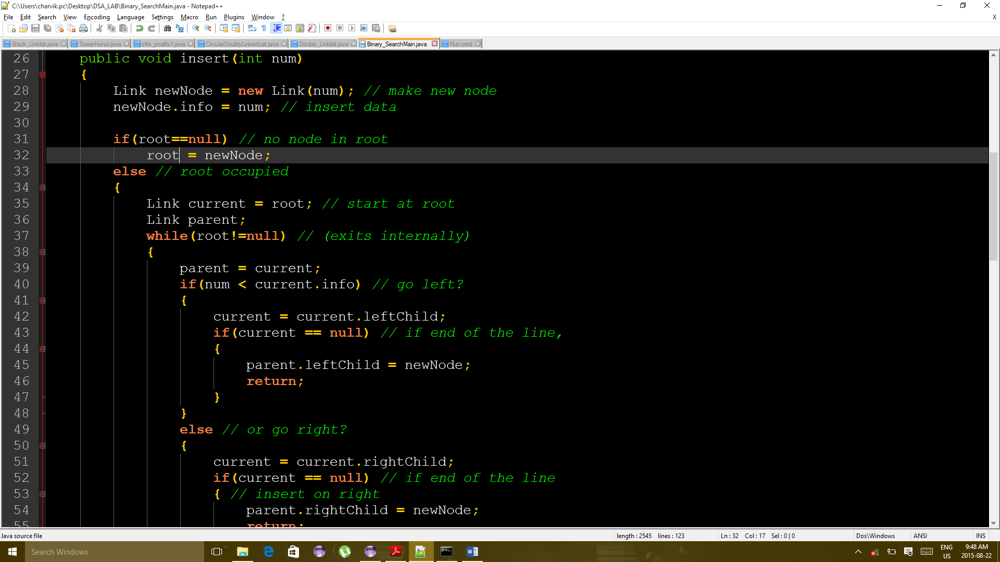 C:\Users\charvik.pc\Desktop\DSA_LAB\Binary_SearchMain.java - Notepad++
File Edit Search View Encoding Language Settings Macro Run Plugins Window ? X
Stack_Linklist.java TowerHonoi.java infix_postfix1.java CircularDoublyLinkedList.java Doubly_Linklist.java Binary_SearchMain.java Run.cmd
26 public void insert(int num)
27 {
28 Link newNode = new Link(num); // make new node
29 newNode.info = num; // insert data
30
31 if(root==null) // no node in root
32 root = newNode;
33 else // root occupied
34 {
35 Link current = root; // start at root
36 Link parent;
37 while(root!=null) // (exits internally)
38 {
39 parent = current;
40 if(num < current.info) // go left?
41 {
42 current = current.leftChild;
43 if(current == null) // if end of the line,
44 {
45 parent.leftChild = newNode;
46 return;
47 }
48 }
49 else // or go right?
50 {
51 current = current.rightChild;
52 if(current == null) // if end of the line
53 { // insert on right
54 parent.rightChild = newNode;
55 return;
Java source file length : 2545 lines : 123 Ln : 32 Col : 17 Sel : 0 | 0 Dos\Windows ANSI INS
Search Windows
ENG
US
9:48 AM
2015-08-22